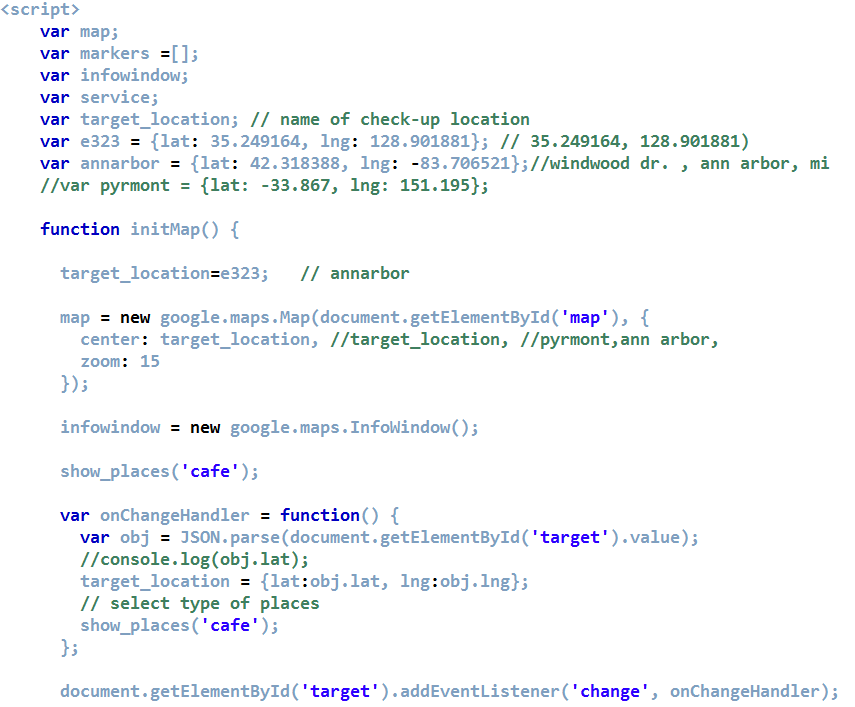 <script>
var map;
var markers =[];
var infowindow;
var service;
var target_location; // name of check-up location
var e323 = {lat: 35.249164, lng: 128.901881}; // 35.249164, 128.901881)
var annarbor = {lat: 42.318388, lng: -83.706521};//windwood dr. , ann arbor, mi
//var pyrmont = {lat: -33.867, lng: 151.195};
function initMap() {
target_location=e323;   // annarbor
map = new google.maps.Map(document.getElementById('map'), {
center: target_location, //target_location, //pyrmont,ann arbor,
zoom: 15
});
infowindow = new google.maps.InfoWindow();
show_places('cafe');
var onChangeHandler = function() {
var obj = JSON.parse(document.getElementById('target').value);
//console.log(obj.lat);
target_location = {lat:obj.lat, lng:obj.lng};
// select type of places
show_places('cafe');
};
document.getElementById('target').addEventListener('change', onChangeHandler);